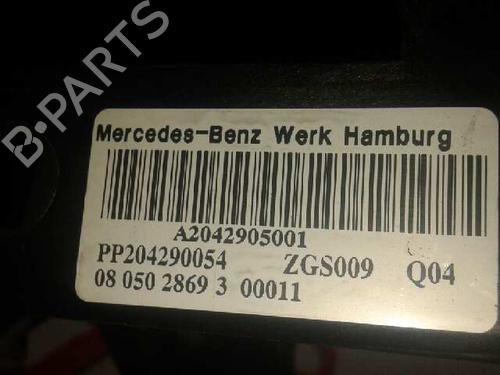 B-PARTS
Mercedes-Benz Werk Hamburg
A2042905001
PP204290054 ZGS009 Q04
08 050 2869 3 00011